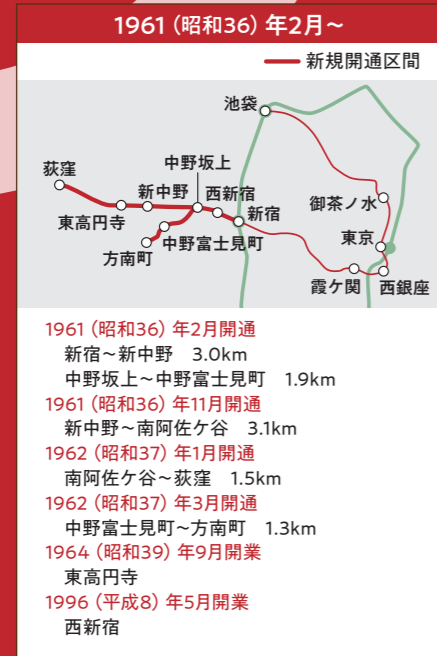 1961（昭和36）年2月～
新規開通区間
池袋
荻窪
中野坂上
新中野
西新宿
新宿
御茶ノ水
東高円寺
中野富士見町
東京
方南町
霞ケ関
西銀座
1961（昭和36）年2月開通
新宿～新中野　3.0km
中野坂上～中野富士見町　1.9km
1961（昭和36）年11月開通
新中野～南阿佐ケ谷　3.1km
1962（昭和37）年1月開通
南阿佐ケ谷～荻窪　1.5km
1962（昭和37）年3月開通
中野富士見町～方南町　1.3km
1964（昭和39）年9月開業
東高円寺
1996（平成8）年5月開業
西新宿